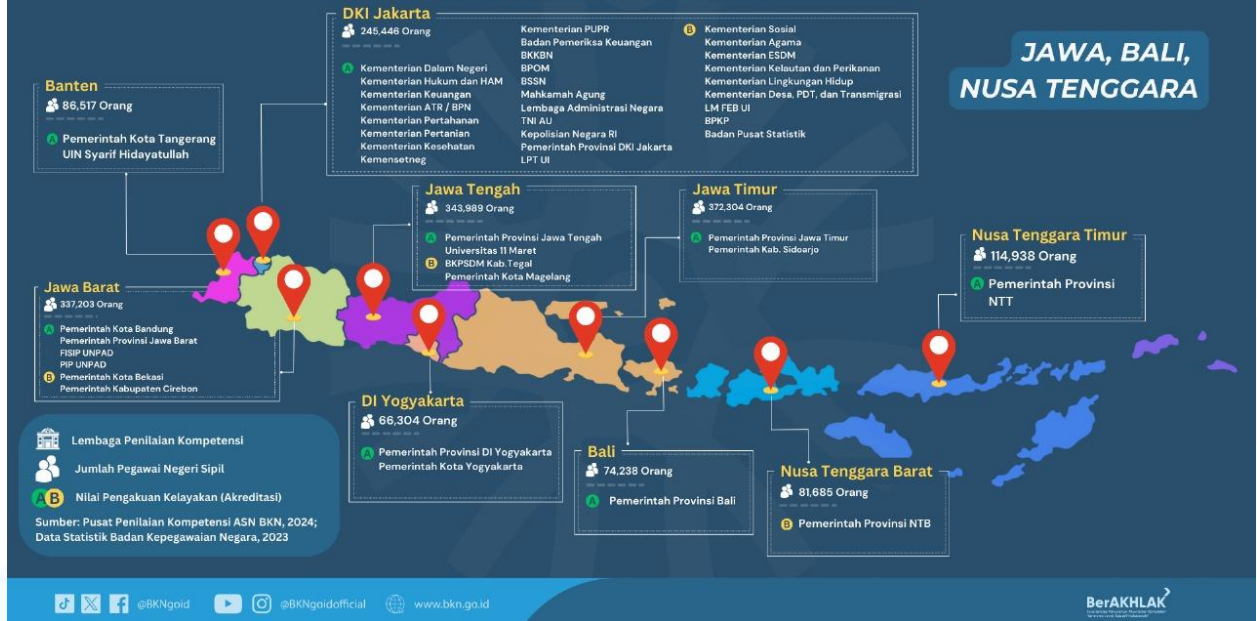 JAWA, BALI,
NUSA TENGGARA
DKI Jakarta
245,446 Orang
A Kementerian Dalam Negeri
Kementerian Hukum dan HAM
Kementerian Keuangan
Kementerian ATR / BPN
Kementerian Pertahanan
Kementerian Pertanian
Kementerian Kesehatan
Kemensetneg
Kementerian PUPR
Badan Pemeriksa Keuangan
BKKBN
BPOM
BSSN
Mahkamah Agung
Lembaga Administrasi Negara
TNI AU
Kepolisian Negara RI
Pemerintah Provinsi DKI Jakarta
LPT UI
B Kementerian Sosial
Kementerian Agama
Kementerian ESDM
Kementerian Kelautan dan Perikanan
Kementerian Lingkungan Hidup
Kementerian Desa, PDT, dan Transmigrasi
LM FEB UI
BPKP
Badan Pusat Statistik
Banten
86,517 Orang
A Pemerintah Kota Tangerang
UIN Syarif Hidayatullah
Jawa Tengah
343,989 Orang
A Pemerintah Provinsi Jawa Tengah
Universitas 11 Maret
B BKPSDM Kab.Tegal
Pemerintah Kota Magelang
Jawa Timur
372,304 Orang
A Pemerintah Provinsi Jawa Timur
Pemerintah Kab. Sidoarjo
Nusa Tenggara Timur
114,938 Orang
A Pemerintah Provinsi
NTT
Jawa Barat
337,203 Orang
A Pemerintah Kota Bandung
Pemerintah Provinsi Jawa Barat
FISIP UNPAD
PIP UNPAD
B Pemerintah Kota Bekasi
Pemerintah Kabupaten Cirebon
DI Yogyakarta
66,304 Orang
A Pemerintah Provinsi DI Yogyakarta
Pemerintah Kota Yogyakarta
Bali
74,238 Orang
A Pemerintah Provinsi Bali
Nusa Tenggara Barat
81,685 Orang
B Pemerintah Provinsi NTB
Lembaga Penilaian Kompetensi
Jumlah Pegawai Negeri Sipil
A B Nilai Pengakuan Kelayakan (Akreditasi)
Sumber: Pusat Penilaian Kompetensi ASN BKN, 2024;
Data Statistik Badan Kepegawaian Negara, 2023
@BKNgoid
@BKNgoidofficial
www.bkn.go.id
BerAKHLAK